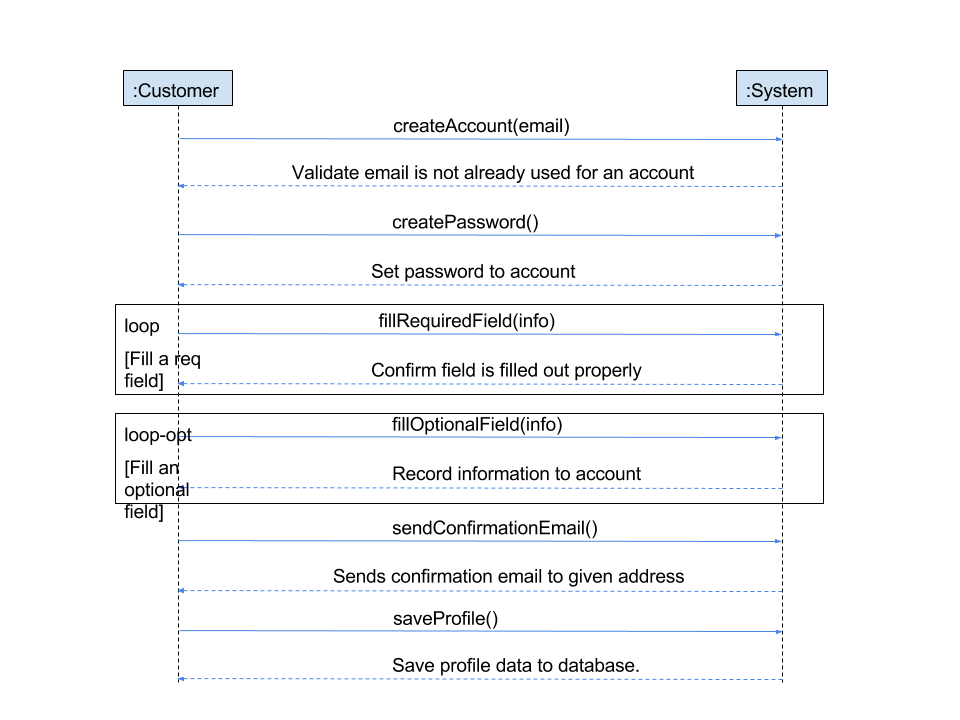 :Customer
:System
createAccount(email)
Validate email is not already used for an account
createPassword()
Set password to account
loop
fillRequiredField(info)
[Fill a req
field]
Confirm field is filled out properly
loop-opt
fillOptionalField(info)
[Fill an
optional
field]
Record information to account
sendConfirmationEmail()
Sends confirmation email to given address
saveProfile()
Save profile data to database.